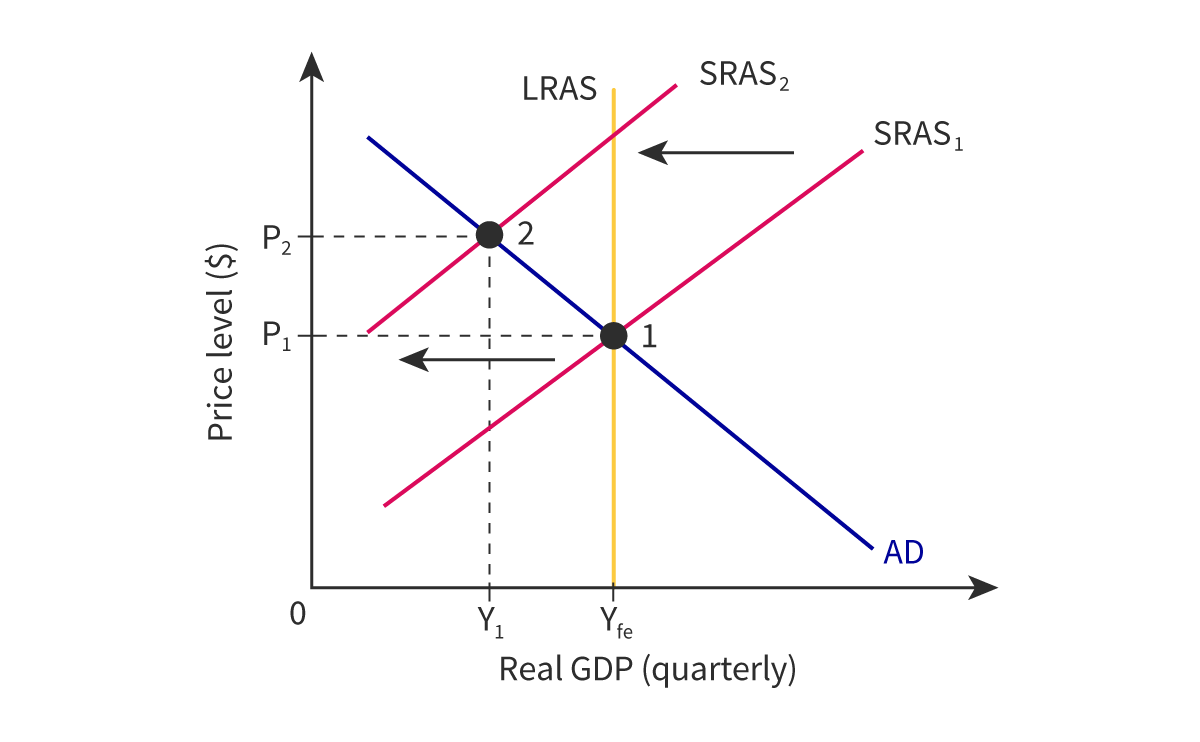 LRAS
SRAS2
SRAS1
P2
2
P1
1
Price level ($)
AD
0
Y1
Yfe
Real GDP (quarterly)